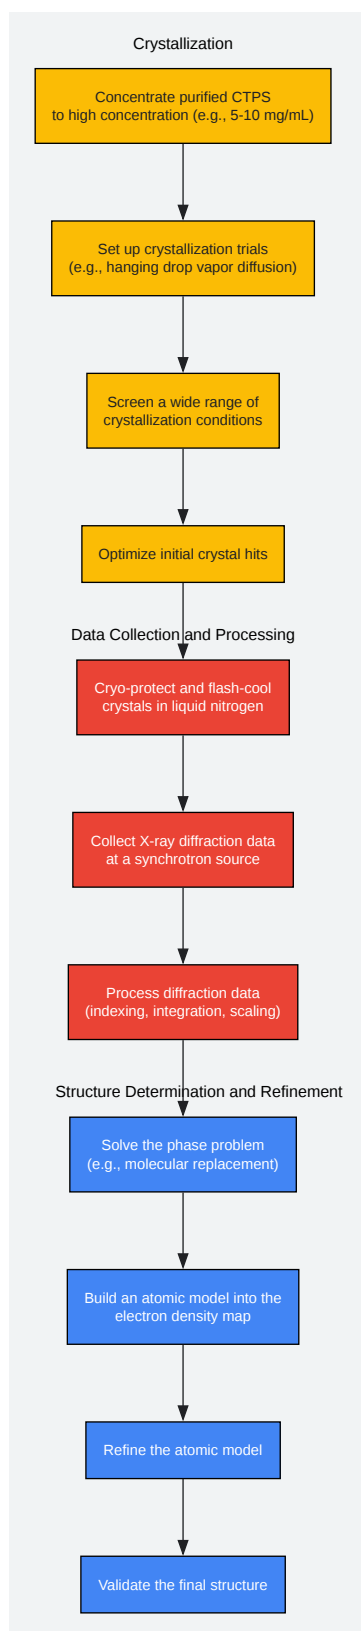 Crystallization
Concentrate purified CTPS
to high concentration (e.g., 5-10 mg/mL)
Set up crystallization trials
(e.g., hanging drop vapor diffusion)
Screen a wide range of
crystallization conditions
Optimize initial crystal hits
Data Collection and Processing
Cryo-protect and flash-cool
crystals in liquid nitrogen
Collect X-ray diffraction data
at a synchrotron source
Process diffraction data
(indexing, integration, scaling)
Structure Determination and Refinement
Solve the phase problem
(e.g., molecular replacement)
Build an atomic model into the
electron density map
Refine the atomic model
Validate the final structure